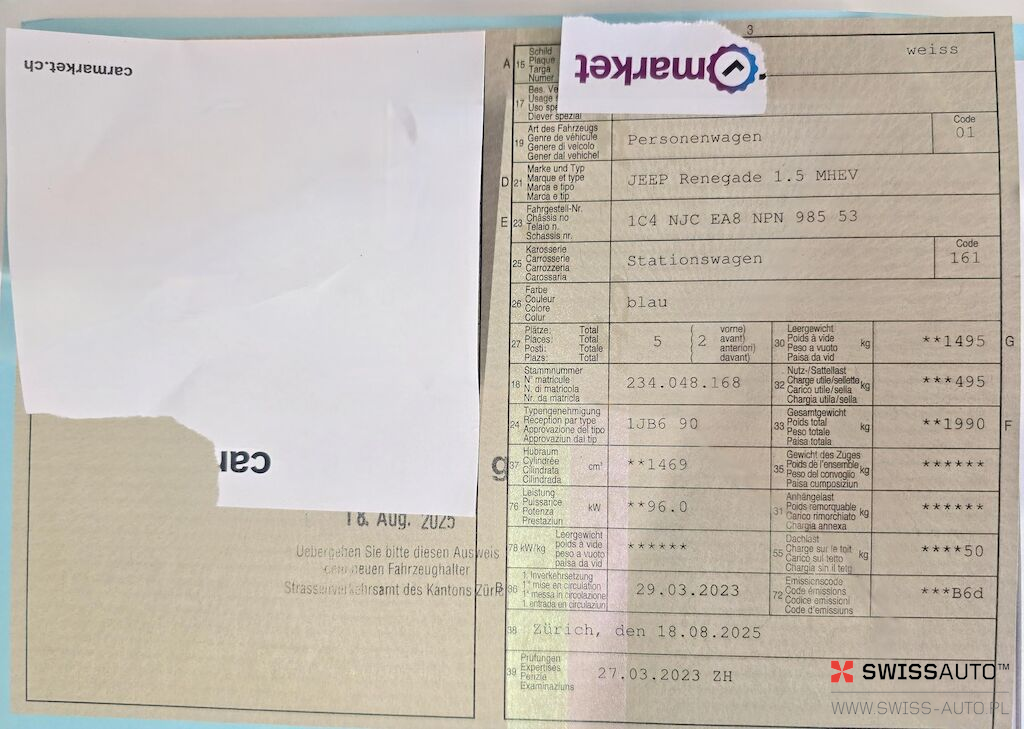 carmarket.ch
car
18. Aug. 2025
Uebergeben Sie bitte diesen Ausweis
dem neuen Fahrzeughalter
Strassenverkehrsamt des Kantons Zürich
3
market
A 15 Schild
Plaque
Targa
Numer
weiss
17 Bes. Ve
Usage
Uso spe
Diever spezial
19 Art des Fahrzeugs
Genre de véhicule
Genere di veicolo
Gener dal vehichel
Personenwagen
Code
01
D 21 Marke und Typ
Marque et type
Marca e tipo
Marca e tip
JEEP Renegade 1.5 MHEV
E 23 Fahrgestell-Nr.
Châssis no
Telaio n.
Schassis nr.
1C4 NJC EA8 NPN 985 53
25 Karosserie
Carrosserie
Carrozzeria
Carossaria
Stationswagen
Code
161
26 Farbe
Couleur
Colore
Colur
blau
27 Plätze: Total
Places: Total
Posti: Totale
Plazs: Total
5 ( 2 vorne)
avant)
anteriori)
davant)
30 Leergewicht
Poids à vide
Peso a vuoto
Paisa da vid
kg
**1495
G
18 Stammnummer
N° matricule
N. di matricola
Nr. da matricla
234.048.168
32 Nutz-/Sattellast
Charge utile/sellette
Carico utile/sella
Chargia utila/sella
kg
***495
24 Typengenehmigung
Réception par type
Approvazione del tipo
Approvaziun dal tip
1JB6 90
33 Gesamtgewicht
Poids total
Peso totale
Paisa totala
kg
**1990
F
37 Hubraum
Cylindrée
Cilindrata
Cilindrada
cm³
**1469
35 Gewicht des Zuges
Poids de l'ensemble
Peso del convoglio
Paisa cumposiziun
kg
******
76 Leistung
Puissance
Potenza
Prestaziun
kW
**96.0
31 Anhängelast
Poids remorquable
Carico rimorchiato
Chargia annexa
kg
******
78 kW/kg Leergewicht
poids à vide
peso a vuoto
paisa da vid
******
55 Dachlast
Charge sur le toit
Carico sul tetto
Chargia sin il tetg
kg
****50
B 36 1. Inverkehrsetzung
1re mise en circulation
1a messa in circolazione
1. entrada en circulaziun
29.03.2023
72 Emissionscode
Code émissions
Codice emissioni
Code d'emissiuns
***B6d
38 Zürich, den 18.08.2025
39 Prüfungen
Expertises
Perizie
Examinaziuns
27.03.2023 ZH
SWISSAUTO™
WWW.SWISS-AUTO.PL